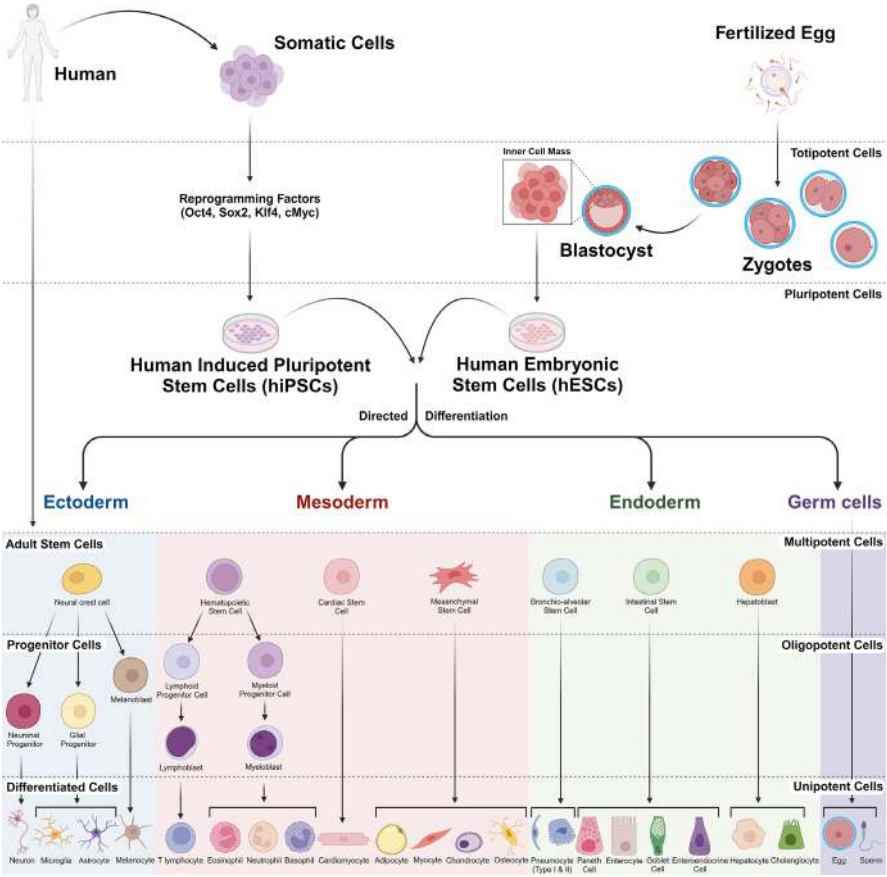 Human
Somatic Cells
Fertilized Egg
Totipotent Cells
Inner Cell Mass
Reprogramming Factors
(Oct4, Sox2, Klf4, cMyc)
Blastocyst
Zygotes
Pluripotent Cells
Human Induced Pluripotent
Stem Cells (hiPSCs)
Human Embryonic
Stem Cells (hESCs)
Directed
Differentiation
Ectoderm
Mesoderm
Endoderm
Germ cells
Adult Stem Cells
Multipotent Cells
Neural crest cell
Hematopoietic
Stem Cell
Cardiac Stem
Cell
Mesenchymal
Stem Cell
Bronchio-alveolar
Stem Cell
Intestinal Stem
Cell
Hepatoblast
Progenitor Cells
Oligopotent Cells
Neuroninal
Progenitor
Glial
Progenitor
Melanoblast
Lymphoid
Progenitor Cell
Myeloid
Progenitor Cell
Lymphoblast
Myeloblast
Differentiated Cells
Unipotent Cells
Neuron
Microglia
Astrocyte
Melanocyte
T lymphocyte
Eosinophil
Neutrophil
Basophil
Cardiomyocyte
Adipocyte
Myocyte
Chondrocyte
Osteocyte
Pneumocyte
(Type I & II)
Paneth
Cell
Enterocyte
Goblet
Cell
Enteroendocrine
Cell
Hepatocyte
Cholangiocyte
Egg
Sperm